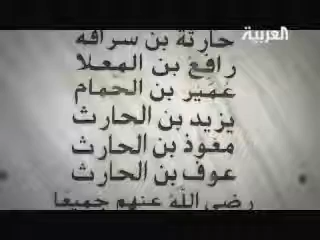 العربية
حارثة بن سراقة
رافع بن المعلا
عمير بن الحمام
يزيد بن الحارث
معوذ بن الحارث
عوف بن الحارث
رضي الله عنهم جميعا